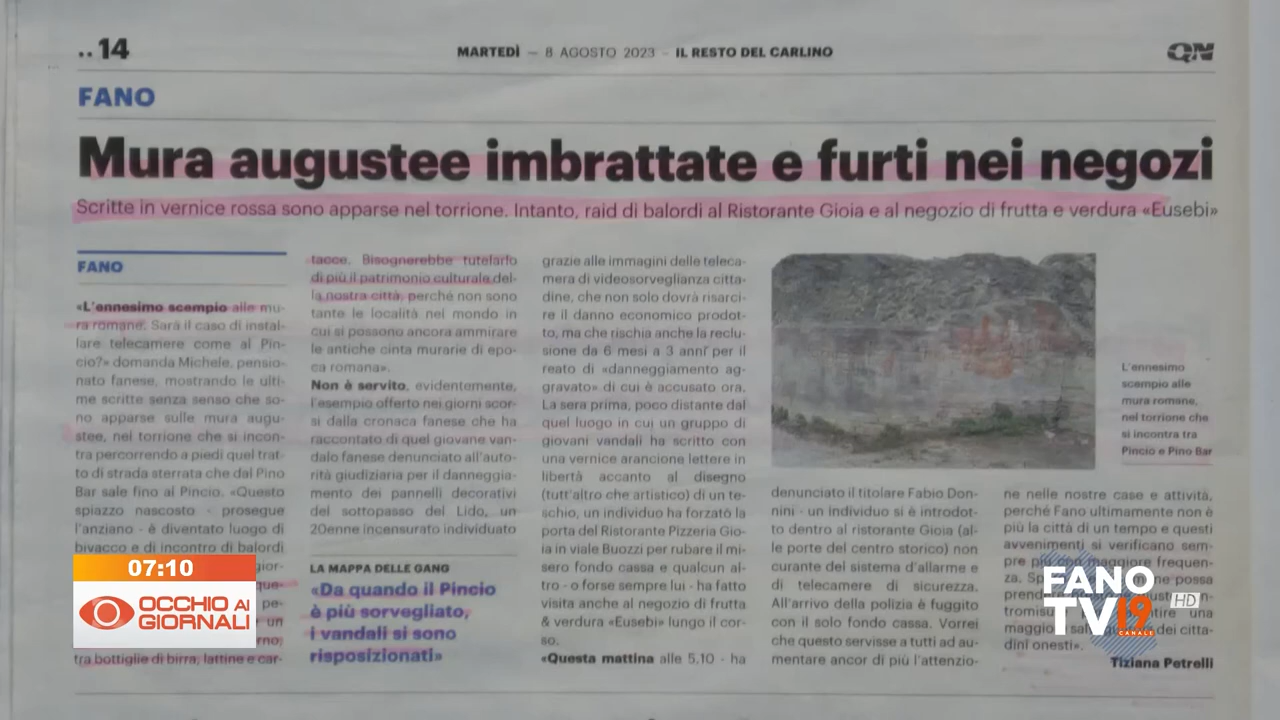 ..14
MARTEDÌ — 8 AGOSTO 2023 – IL RESTO DEL CARLINO
QN
FANO
Mura augustee imbrattate e furti nei negozi
Scritte in vernice rossa sono apparse nel torrione. Intanto, raid di balordi al Ristorante Gioia e al negozio di frutta e verdura «Eusebi»
FANO
«L'ennesimo scempio alle mu-
ra romane. Sarà il caso di instal-
lare telecamere come al Pin-
cio?» domanda Michele, pensio-
nato fanese, mostrando le ulti-
me scritte senza senso che so-
no apparse sulle mura augu-
stee, nel torrione che si incon-
tra percorrendo a piedi quel trat-
to di strada sterrata che dal Pino
Bar sale fino al Pincio. «Questo
spiazzo nascosto - prosegue
l'anziano - è diventato luogo di
bivacco e di incontro di balordi
gior-
que-
pe-
un
rno,
tra bottiglie di birra, lattine e car-
tacce. Bisognerebbe tutelarlo
di più il patrimonio culturale del-
la nostra città, perché non sono
tante le località nel mondo in
cui si possono ancora ammirare
le antiche cinta murarie di epo-
ca romana».
Non è servito, evidentemente,
l'esempio offerto nei giorni scor-
si dalla cronaca fanese che ha
raccontato di quel giovane van-
dalo fanese denunciato all'auto-
rità giudiziaria per il danneggia-
mento dei pannelli decorativi
del sottopasso del Lido, un
20enne incensurato individuato
LA MAPPA DELLE GANG
«Da quando il Pincio
è più sorvegliato,
i vandali si sono
risposizionati»
grazie alle immagini delle teleca-
mera di videosorveglianza citta-
dine, che non solo dovrà risarci-
re il danno economico prodot-
to, ma che rischia anche la reclu-
sione da 6 mesi a 3 anni per il
reato di «danneggiamento ag-
gravato» di cui è accusato ora.
La sera prima, poco distante dal
quel luogo in cui un gruppo di
giovani vandali ha scritto con
una vernice arancione lettere in
libertà accanto al disegno
(tutt'altro che artistico) di un te-
schio, un individuo ha forzato la
porta del Ristorante Pizzeria Gio-
ia in viale Buozzi per rubare il mi-
sero fondo cassa e qualcun al-
tro - o forse sempre lui - ha fatto
visita anche al negozio di frutta
& verdura «Eusebi» lungo il cor-
so.
«Questa mattina alle 5.10 - ha
L'ennesimo
scempio alle
mura romane,
nel torrione che
si incontra tra
Pincio e Pino Bar
denunciato il titolare Fabio Don-
nini - un individuo si è introdot-
to dentro al ristorante Gioia (al-
le porte del centro storico) non
curante del sistema d'allarme e
di telecamere di sicurezza.
All'arrivo della polizia è fuggito
con il solo fondo cassa. Vorrei
che questo servisse a tutti ad au-
mentare ancor di più l'attenzio-
ne nelle nostre case e attività,
perché Fano ultimamente non è
più la città di un tempo e questi
avvenimenti si verificano sem-
pre più con maggiore frequen-
za. Sp ne possa
prend n-
tromis una
maggio dei citta-
dini onesti».
Tiziana Petrelli
07:10
OCCHIO AI
GIORNALI
FANO
TV19
CANALE
HD